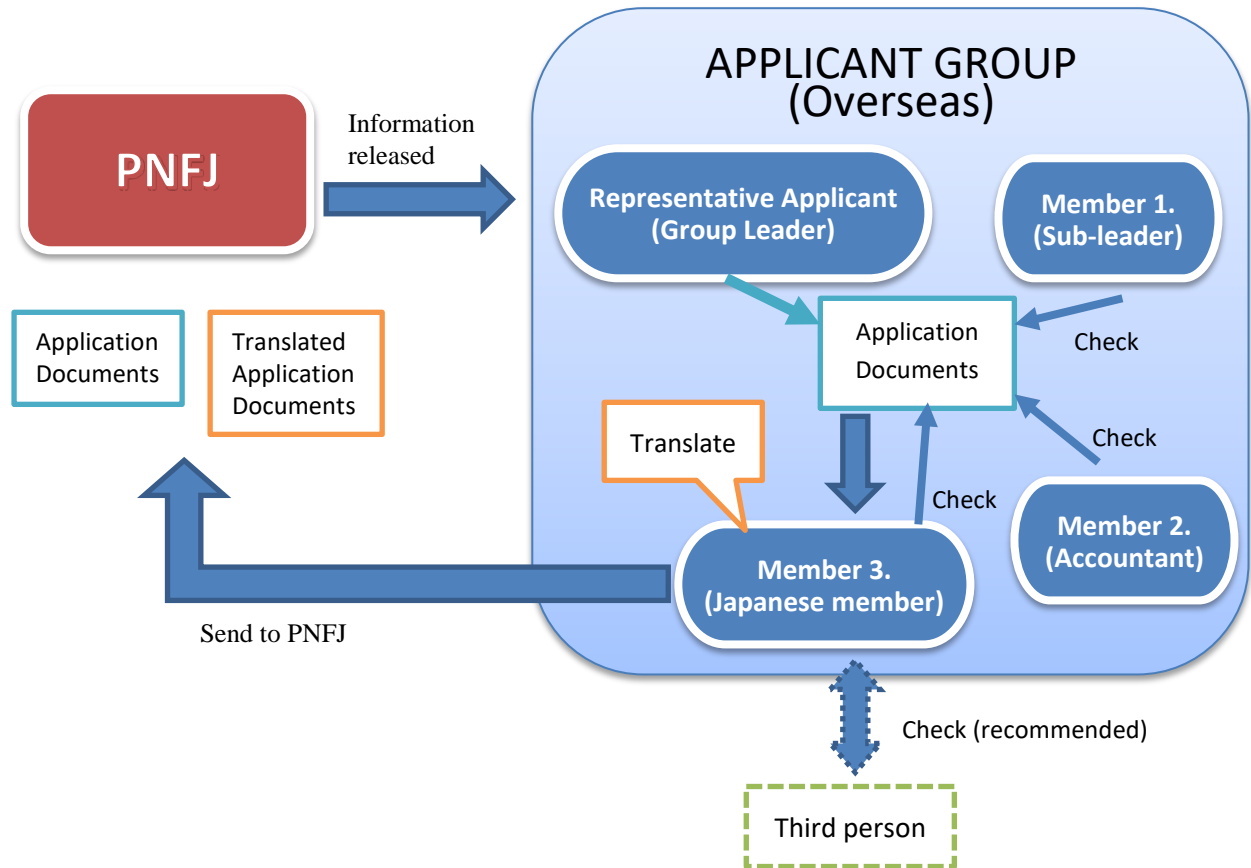 APPLICANT GROUP
(Overseas)
PNFJ
Information
released
Representative Applicant
(Group Leader)
Member 1.
(Sub-leader)
Application
Documents
Translated
Application
Documents
Application
Documents
Check
Translate
Check
Check
Member 2.
(Accountant)
Member 3.
(Japanese member)
Send to PNFJ
Check (recommended)
Third person